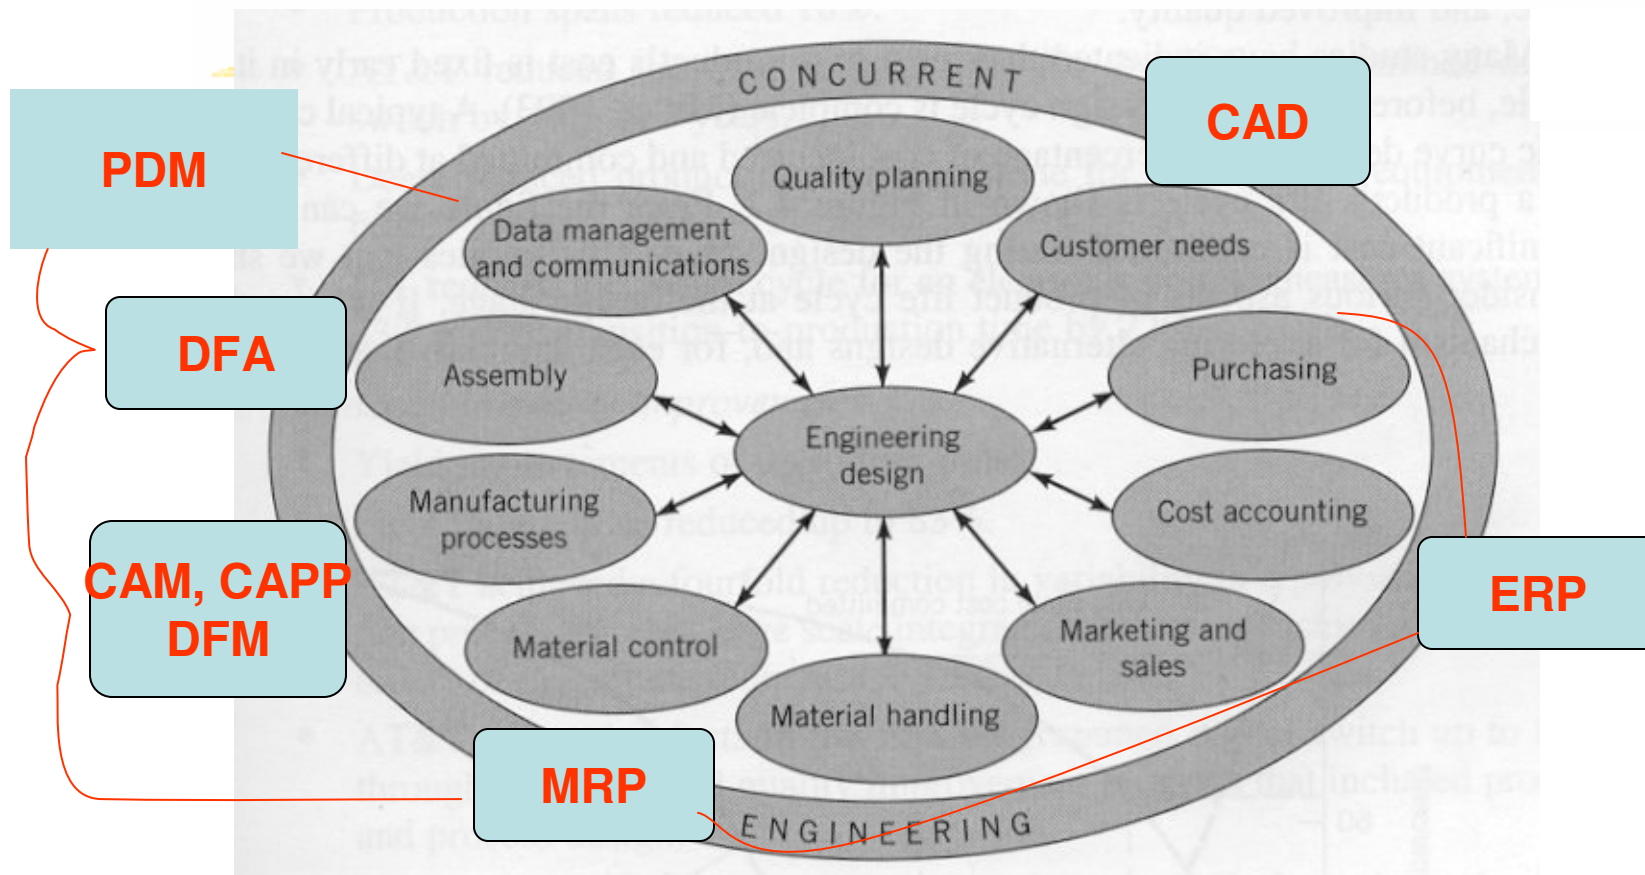 CONCURRENT
CAD
PDM
Quality planning
Data management
and communications
Customer needs
DFA
Assembly
Purchasing
Engineering
design
Manufacturing
processes
Cost accounting
CAM, CAPP
DFM
ERP
Material control
Marketing and
sales
Material handling
MRP
ENGINEERING